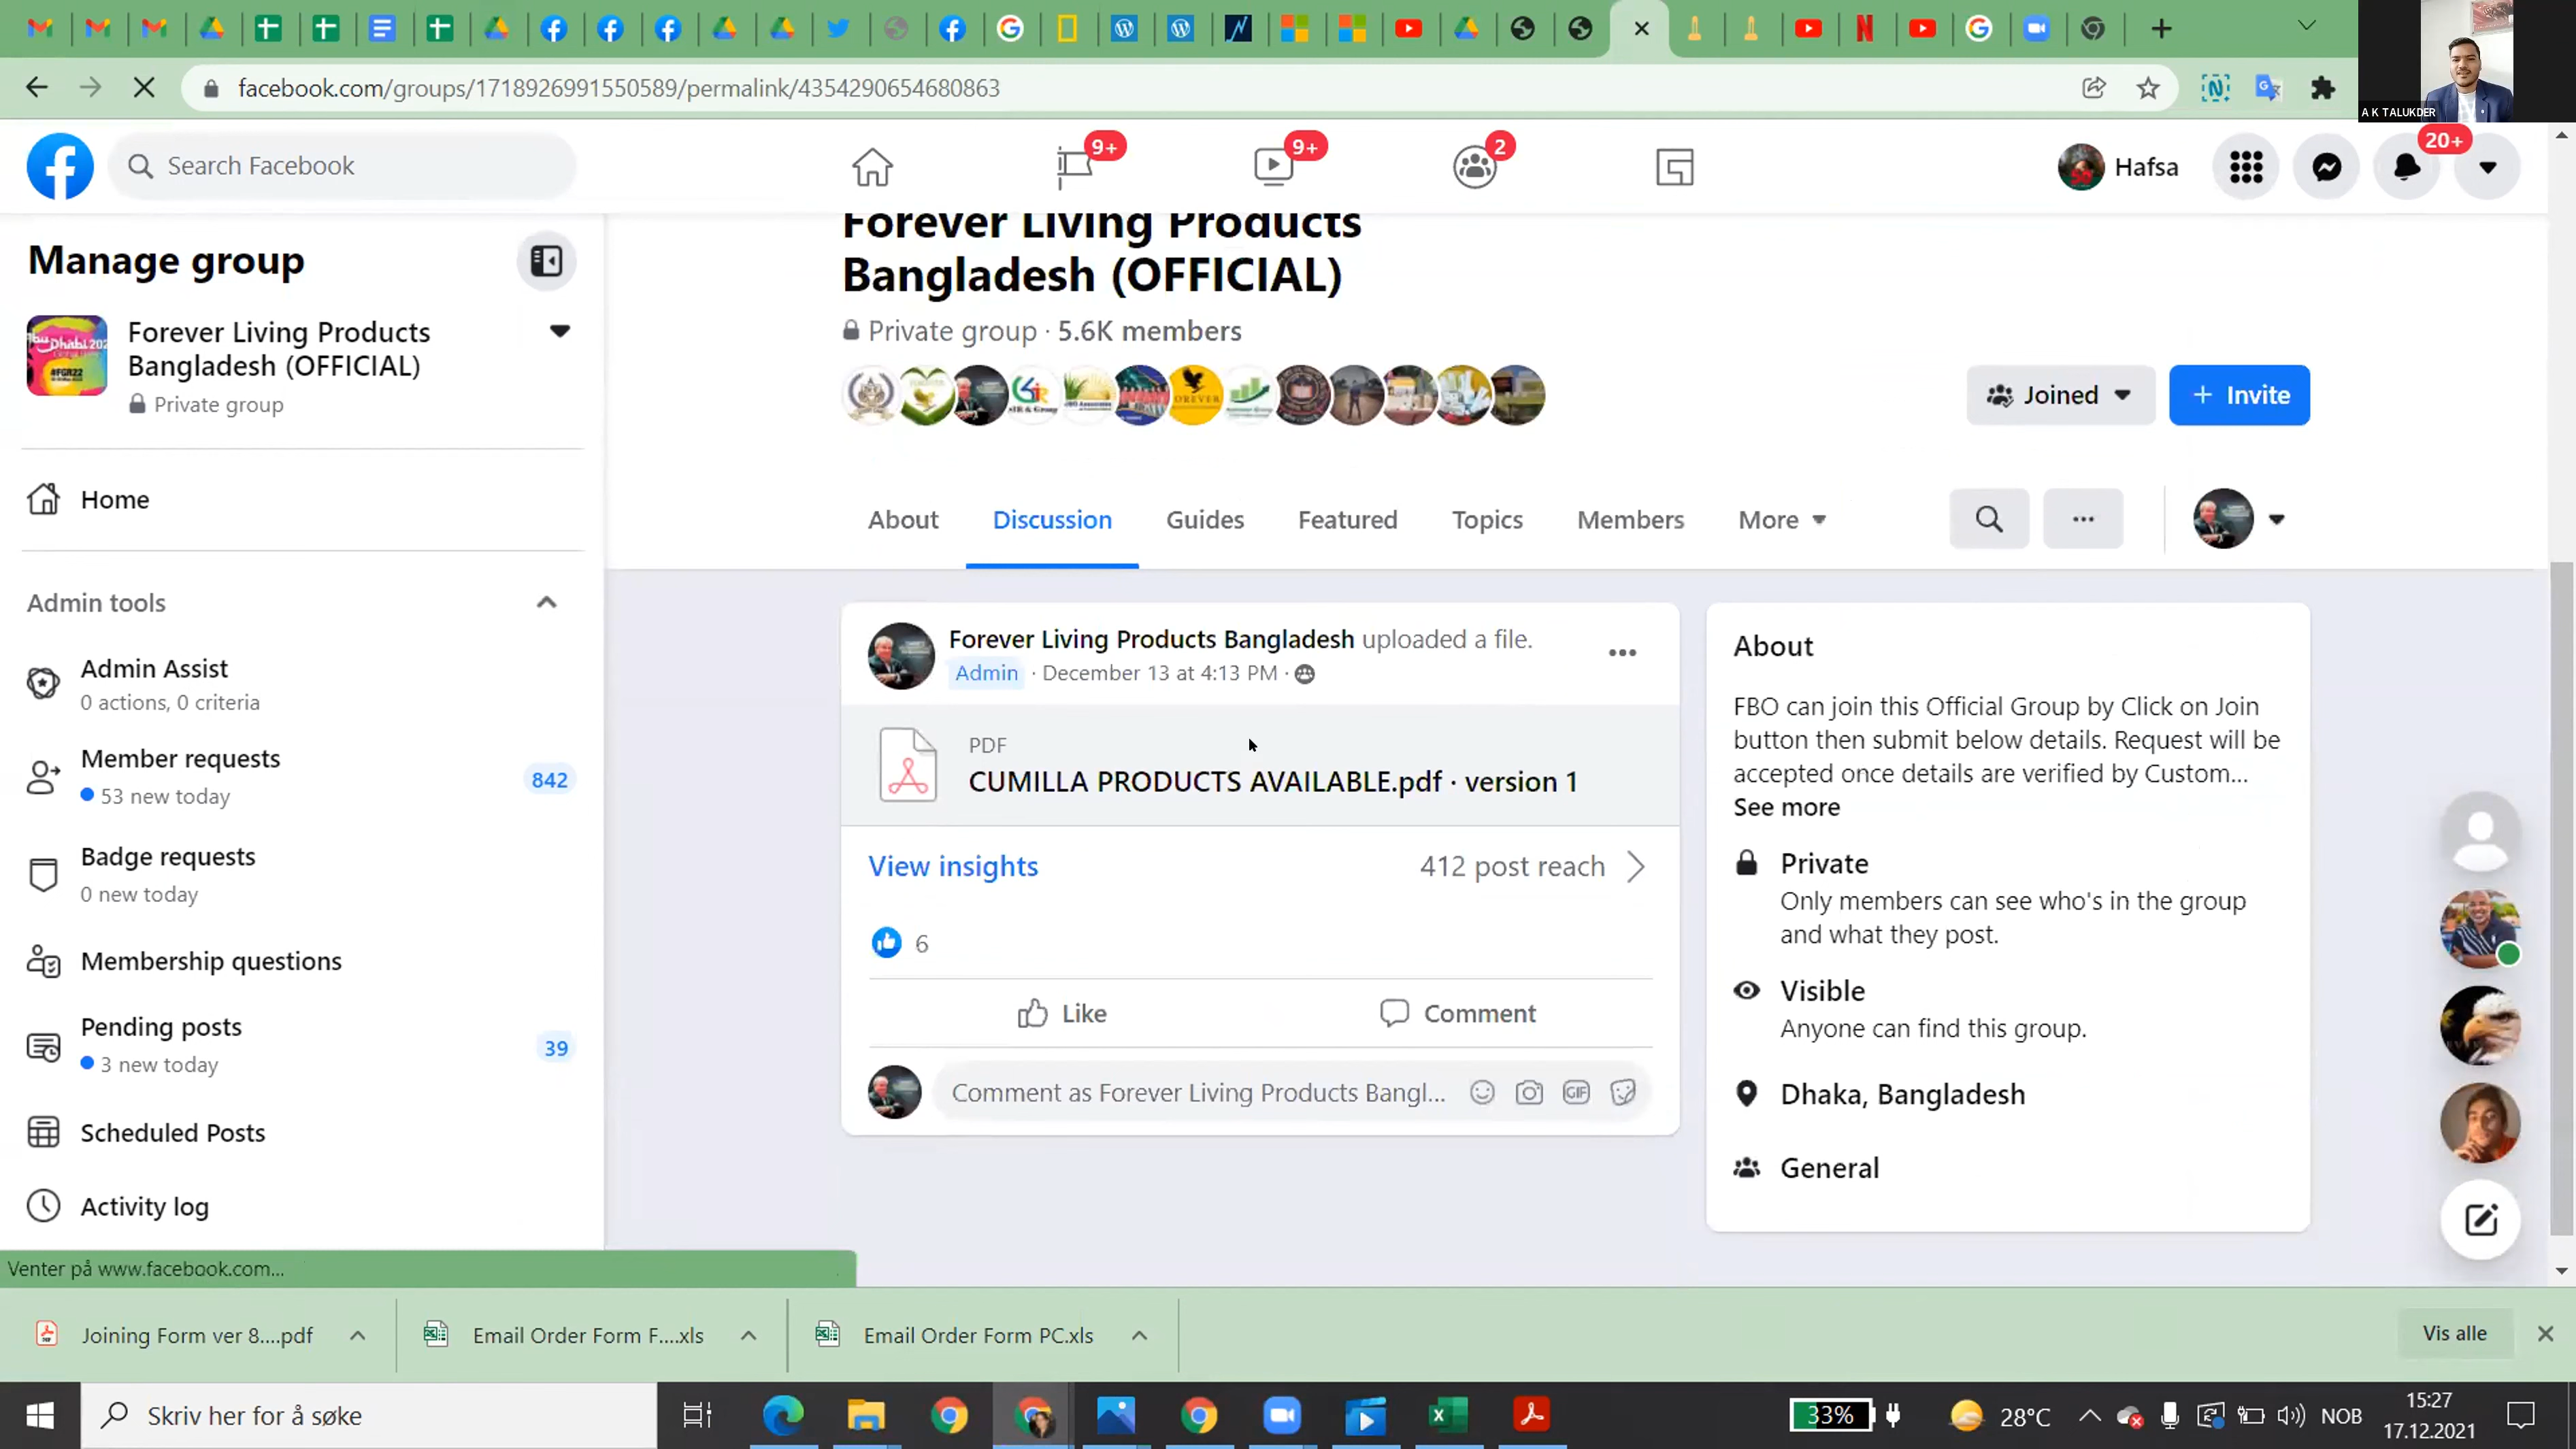 A K TALUKDER
facebook.com/groups/1718926991550589/permalink/4354290654680863
Search Facebook
9+
9+
2
Hafsa
20+
Manage group
Forever Living Products
Bangladesh (OFFICIAL)
Private group
Home
Admin tools
Admin Assist
0 actions, 0 criteria
Member requests
53 new today
842
Badge requests
0 new today
Membership questions
Pending posts
3 new today
39
Scheduled Posts
Activity log
Forever Living Products
Bangladesh (OFFICIAL)
Private group · 5.6K members
Joined
+ Invite
About
Discussion
Guides
Featured
Topics
Members
More
Forever Living Products Bangladesh uploaded a file.
Admin · December 13 at 4:13 PM ·
PDF
CUMILLA PRODUCTS AVAILABLE.pdf · version 1
View insights
412 post reach
6
Like
Comment
Comment as Forever Living Products Bangl...
GIF
About
FBO can join this Official Group by Click on Join
button then submit below details. Request will be
accepted once details are verified by Custom...
See more
Private
Only members can see who's in the group
and what they post.
Visible
Anyone can find this group.
Dhaka, Bangladesh
General
Venter på www.facebook.com...
Joining Form ver 8....pdf
Email Order Form F....xls
Email Order Form PC.xls
Vis alle
Skriv her for å søke
33%
28°C
NOB
15:27
17.12.2021